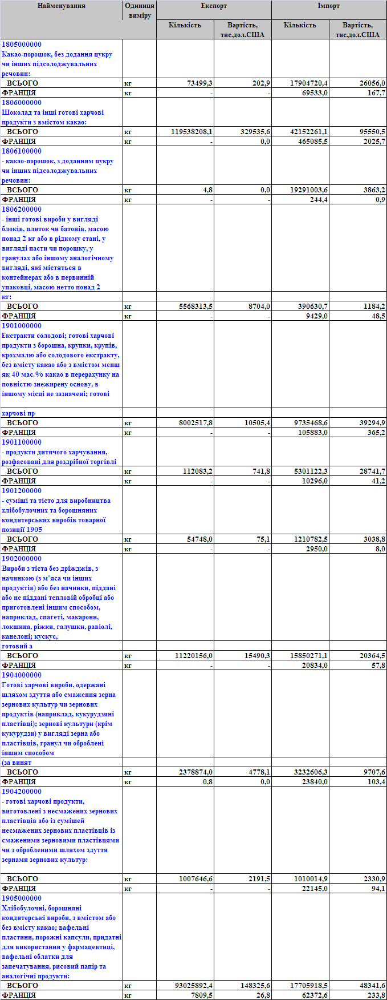 Найменування Одиниця виміру Експорт Імпорт
Кількість Вартість, тис.дол.США Кількість Вартість, тис.дол.США
1805000000
Какао-порошок, без додання цукру
чи інших підсолоджувальних
речовин:
ВСЬОГО кг 73499,3 202,9 17904720,4 26056,0
ФРАНЦІЯ кг - - 69533,0 167,7
1806000000
Шоколад та інші готові харчові
продукти з вмістом какао:
ВСЬОГО кг 119538208,1 329535,6 42152261,1 95550,5
ФРАНЦІЯ кг - 0,0 465085,5 2025,7
1806100000
- какао-порошок, з доданням цукру
чи інших підсолоджувальних
речовин:
ВСЬОГО кг 4,8 0,0 19291003,6 3863,2
ФРАНЦІЯ кг - - 244,4 0,9
1806200000
- інші готові вироби у вигляді
блоків, плиток чи батонів, масою
понад 2 кг або в рідкому стані, у
вигляді пасти чи порошку, у
гранулах або іншому аналогічному
вигляді, які містяться в
контейнерах або в первинній
упаковці, масою нетто понад 2
кг:
ВСЬОГО кг 5568313,5 8704,0 390630,7 1184,2
ФРАНЦІЯ кг - - 9429,0 48,5
1901000000
Екстракти солодові; готові харчові
продукти з борошна, крупки, крупів,
крохмалю або солодового екстракту,
без вмісту какао або з вмістом менш
як 40 мас.% какао в перерахунку на
повністю знежирену основу, в
іншому місці не зазначені; готові
харчові пр
ВСЬОГО кг 8002517,8 10505,4 9735468,6 39294,9
ФРАНЦІЯ кг - - 105883,0 365,2
1901100000
- продукти дитячого харчування,
розфасовані для роздрібної торгівлі
ВСЬОГО кг 112083,2 741,8 5301122,3 28741,7
ФРАНЦІЯ кг - - 10296,0 41,2
1901200000
- суміші та тісто для виробництва
хлібобулочних та борошняних
кондитерських виробів товарної
позиції 1905
ВСЬОГО кг 54748,0 75,1 1210782,5 3038,8
ФРАНЦІЯ кг - - 2950,0 8,0
1902000000
Вироби з тіста без дріжджів, з
начинкою (з м'яса чи інших
продуктів) або без начинки, піддані
або не піддані тепловій обробці або
приготовлені іншим способом,
наприклад, спагеті, макарони,
локшина, ріжки, галушки, равіолі,
канелоні; кускус,
готовий а
ВСЬОГО кг 11220156,0 15490,3 15850271,1 20364,5
ФРАНЦІЯ кг - - 20834,0 57,8
1904000000
Готові харчові вироби, одержані
шляхом здуття або смаження зерна
зернових культур чи зернових
продуктів (наприклад, кукурудзяні
пластівці); зернові культури (крім
кукурудзи) у вигляді зерна або
пластівців, гранул чи оброблені
іншим способом
(за винят
ВСЬОГО кг 2378874,0 4778,1 3232606,3 9707,6
ФРАНЦІЯ кг 0,8 0,0 23840,0 103,4
1904200000
- готові харчові продукти,
виготовлені з несмажених зернових
пластівців або із сумішей
несмажених зернових пластівців із
смаженими зерновими пластівцями
чи з обробленими шляхом здуття
зернами зернових культур:
ВСЬОГО кг 1007646,6 2191,5 1010014,9 2330,9
ФРАНЦІЯ кг - - 22145,0 94,1
1905000000
Хлібобулочні, борошняні
кондитерські вироби, з вмістом або
без вмісту какао; вафельні
пластини, порожні капсули, придатні
для використання у фармацевтиці,
вафельні облатки для
запечатування, рисовий папір та
аналогічні продукти:
ВСЬОГО кг 93025892,4 148325,6 17705918,5 48341,6
ФРАНЦІЯ кг 7809,5 26,8 62372,6 233,8